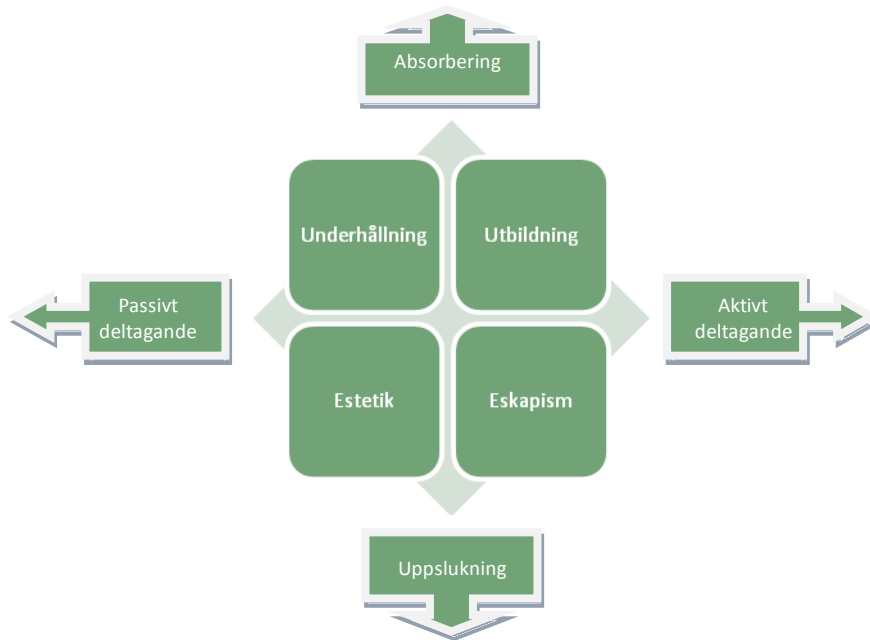 Absorbering
Underhållning
Utbildning
Passivt
deltagande
Aktivt
deltagande
Estetik
Eskapism
Uppslukning